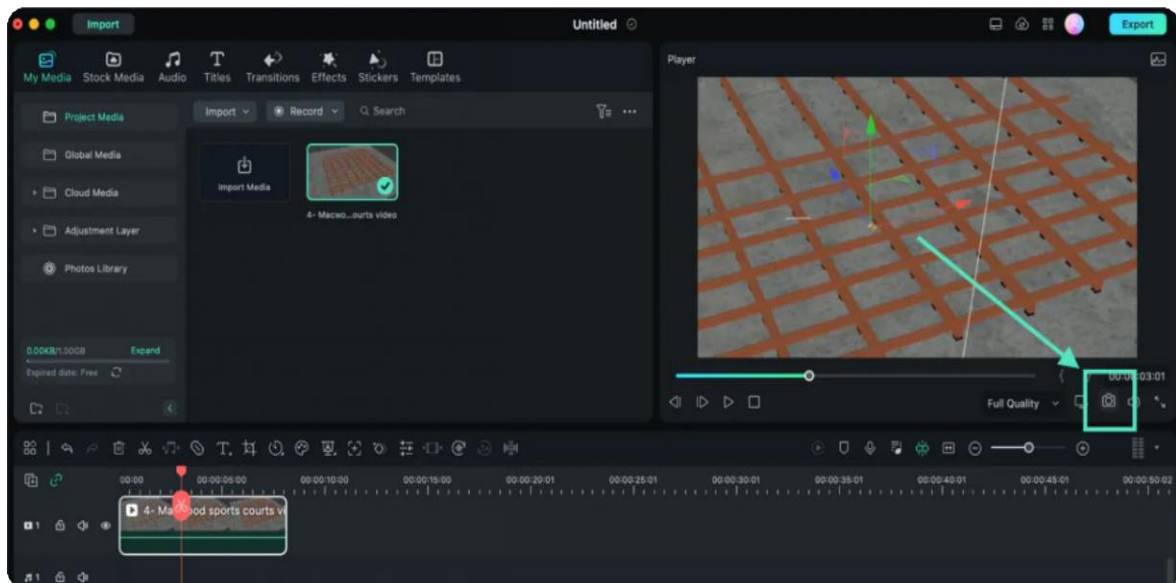 Import
Untitled
Export
My Media
Stock Media
Audio
Titles
Transitions
Effects
Stickers
Templates
Player
Project Media
Import
Record
Search
Global Media
Cloud Media
Import Media
4- Macwo...ourts video
Adjustment Layer
Photos Library
0.00KB/1.00GB
Expand
Expired date: Free
00:00:03:01
Full Quality
00:00
00:00:05:00
00:00:10:00
00:00:15:00
00:00:20:01
00:00:25:01
00:00:30:01
00:00:35:01
00:00:40:01
00:00:45:01
00:00:50:02
ood sports courts vi
1
1